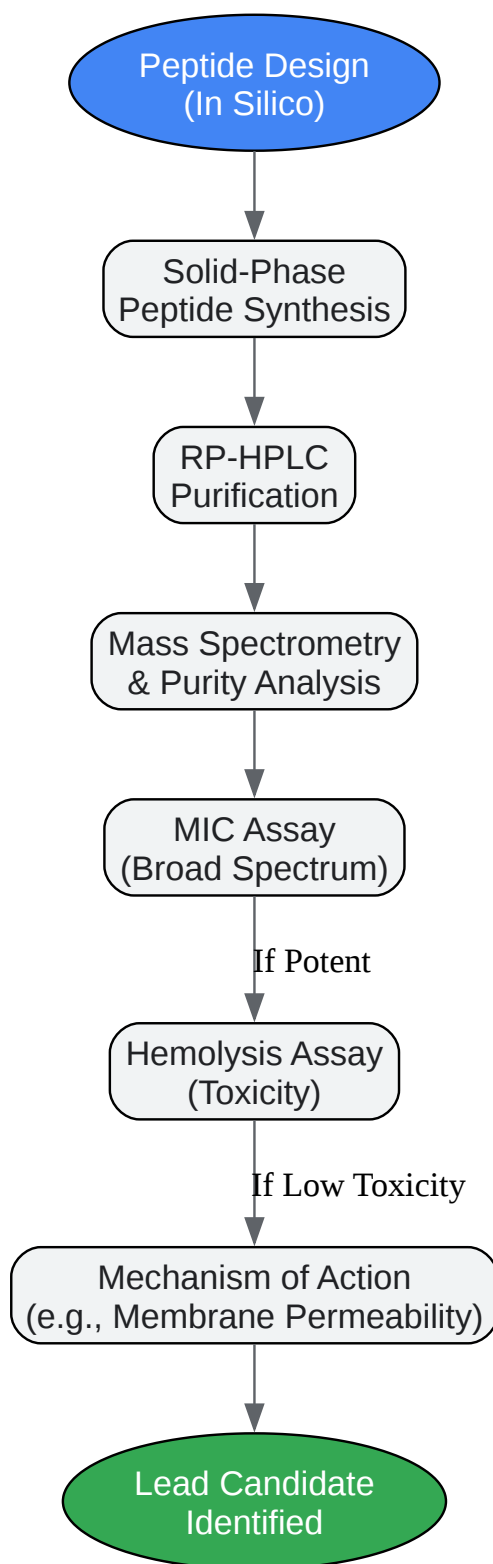 Peptide Design
(In Silico)
Solid-Phase
Peptide Synthesis
RP-HPLC
Purification
Mass Spectrometry
& Purity Analysis
MIC Assay
(Broad Spectrum)
If Potent
Hemolysis Assay
(Toxicity)
If Low Toxicity
Mechanism of Action
(e.g., Membrane Permeability)
Lead Candidate
Identified